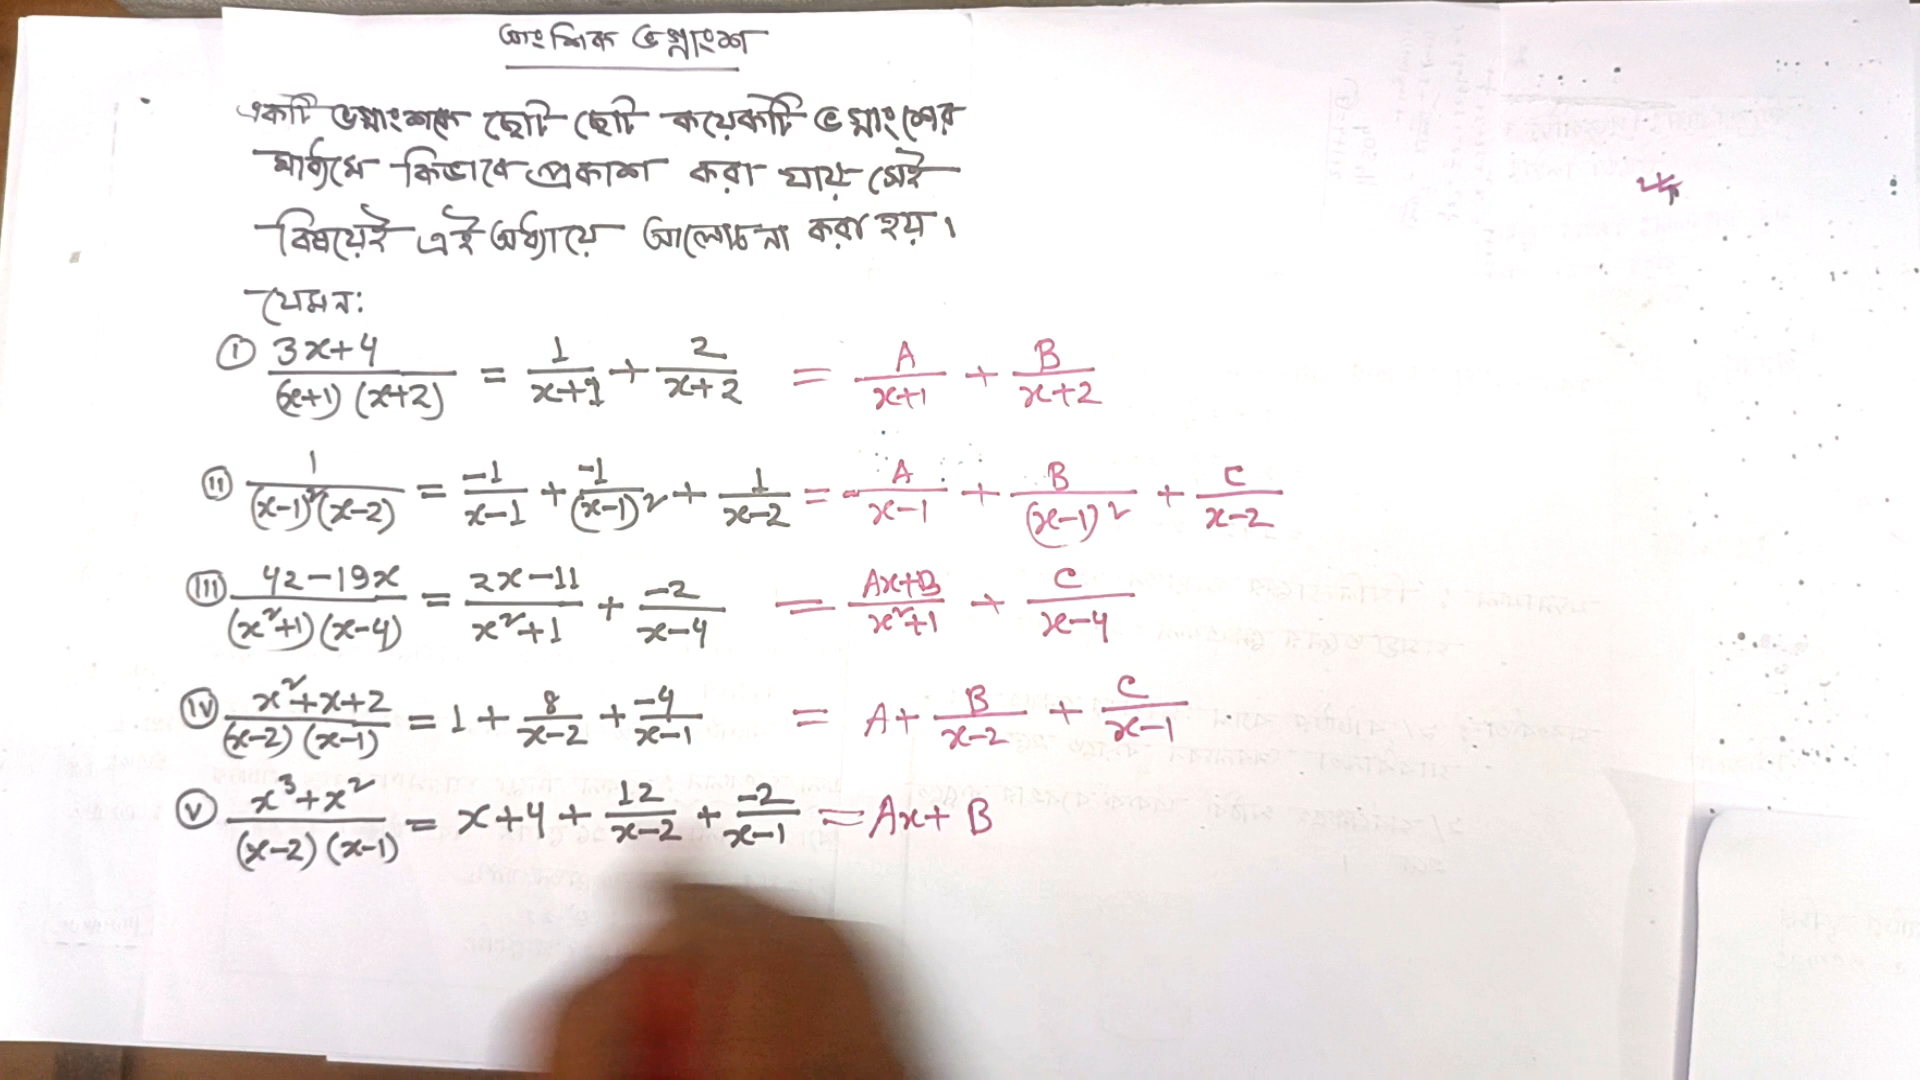 আংশিক ভগ্নাংশ
একটি ভগ্নাংশকে ছোট ছোট কয়েকটি ভগ্নাংশের
মাধ্যমে কিভাবে প্রকাশ করা যায় সেই
বিষয়েই এই অধ্যায়ে আলোচনা করা হয়।
যেমন:
(i) (3x+4)/((x+1)(x+2)) = 1/(x+1) + 2/(x+2) = A/(x+1) + B/(x+2)
(ii) 1/((x-1)²(x-2)) = -1/(x-1) + -1/(x-1)² + 1/(x-2) = A/(x-1) + B/(x-1)² + C/(x-2)
(iii) (42-19x)/((x²+1)(x-4)) = (2x-11)/(x²+1) + -2/(x-4) = (Ax+B)/(x²+1) + C/(x-4)
(iv) (x²+x+2)/((x-2)(x-1)) = 1 + 8/(x-2) + -4/(x-1) = A + B/(x-2) + C/(x-1)
(v) (x³+x²)/((x-2)(x-1)) = x+4 + 12/(x-2) + -2/(x-1) = Ax+B